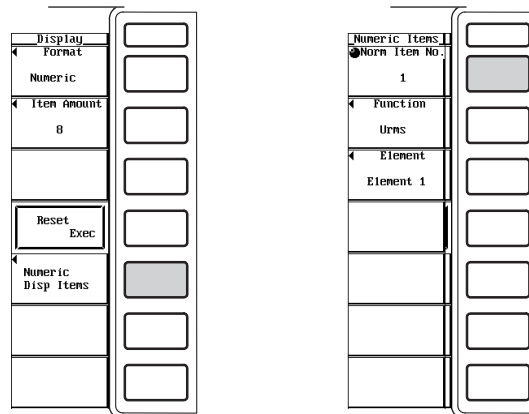 Display
Format
Numeric
Item Amount
8
Reset
Exec
Numeric
Disp Items
Numeric Items
Norm Item No.
1
Function
Urms
Element
Element 1